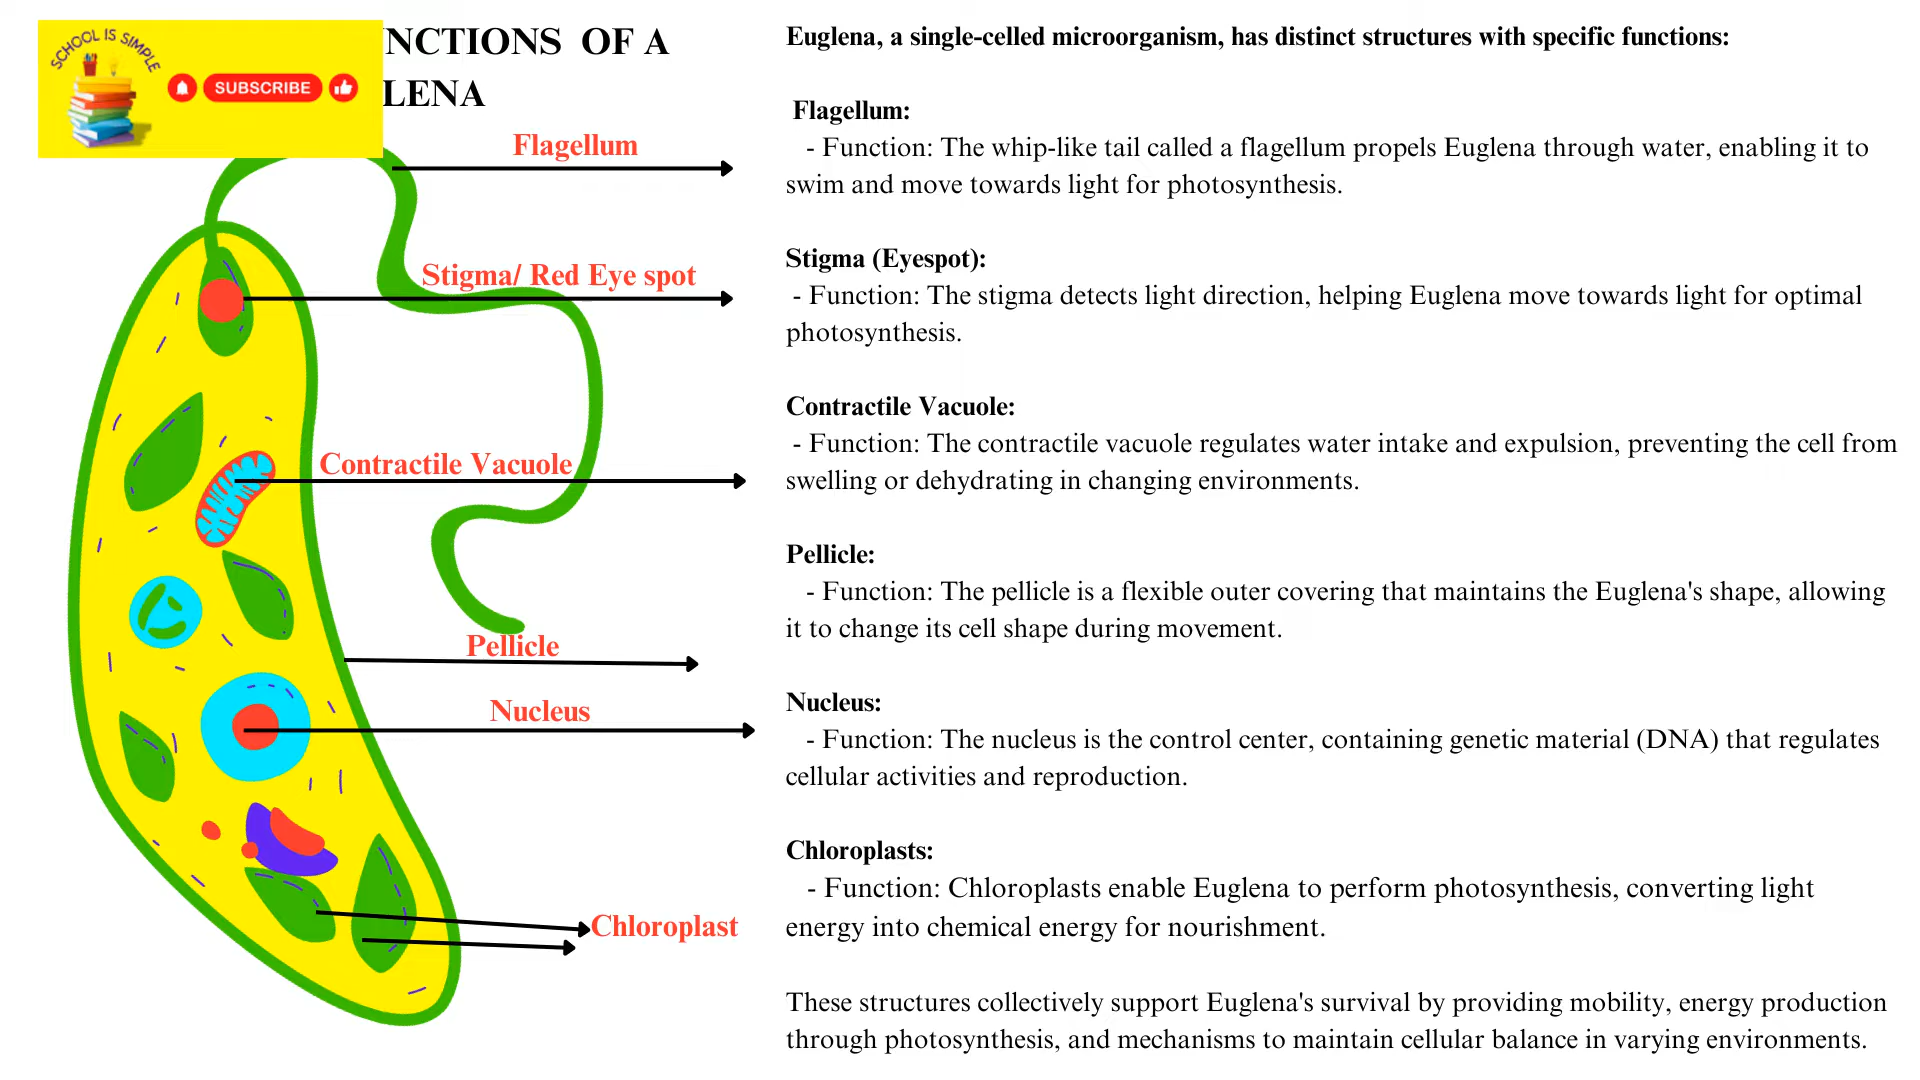 SCHOOL IS SIMPLE
SUBSCRIBE
NCTIONS OF A
LENA
Flagellum
Stigma/ Red Eye spot
Contractile Vacuole
Pellicle
Nucleus
Chloroplast
Euglena, a single-celled microorganism, has distinct structures with specific functions:
Flagellum:
- Function: The whip-like tail called a flagellum propels Euglena through water, enabling it to
swim and move towards light for photosynthesis.
Stigma (Eyespot):
- Function: The stigma detects light direction, helping Euglena move towards light for optimal
photosynthesis.
Contractile Vacuole:
- Function: The contractile vacuole regulates water intake and expulsion, preventing the cell from
swelling or dehydrating in changing environments.
Pellicle:
- Function: The pellicle is a flexible outer covering that maintains the Euglena's shape, allowing
it to change its cell shape during movement.
Nucleus:
- Function: The nucleus is the control center, containing genetic material (DNA) that regulates
cellular activities and reproduction.
Chloroplasts:
- Function: Chloroplasts enable Euglena to perform photosynthesis, converting light
energy into chemical energy for nourishment.
These structures collectively support Euglena's survival by providing mobility, energy production
through photosynthesis, and mechanisms to maintain cellular balance in varying environments.